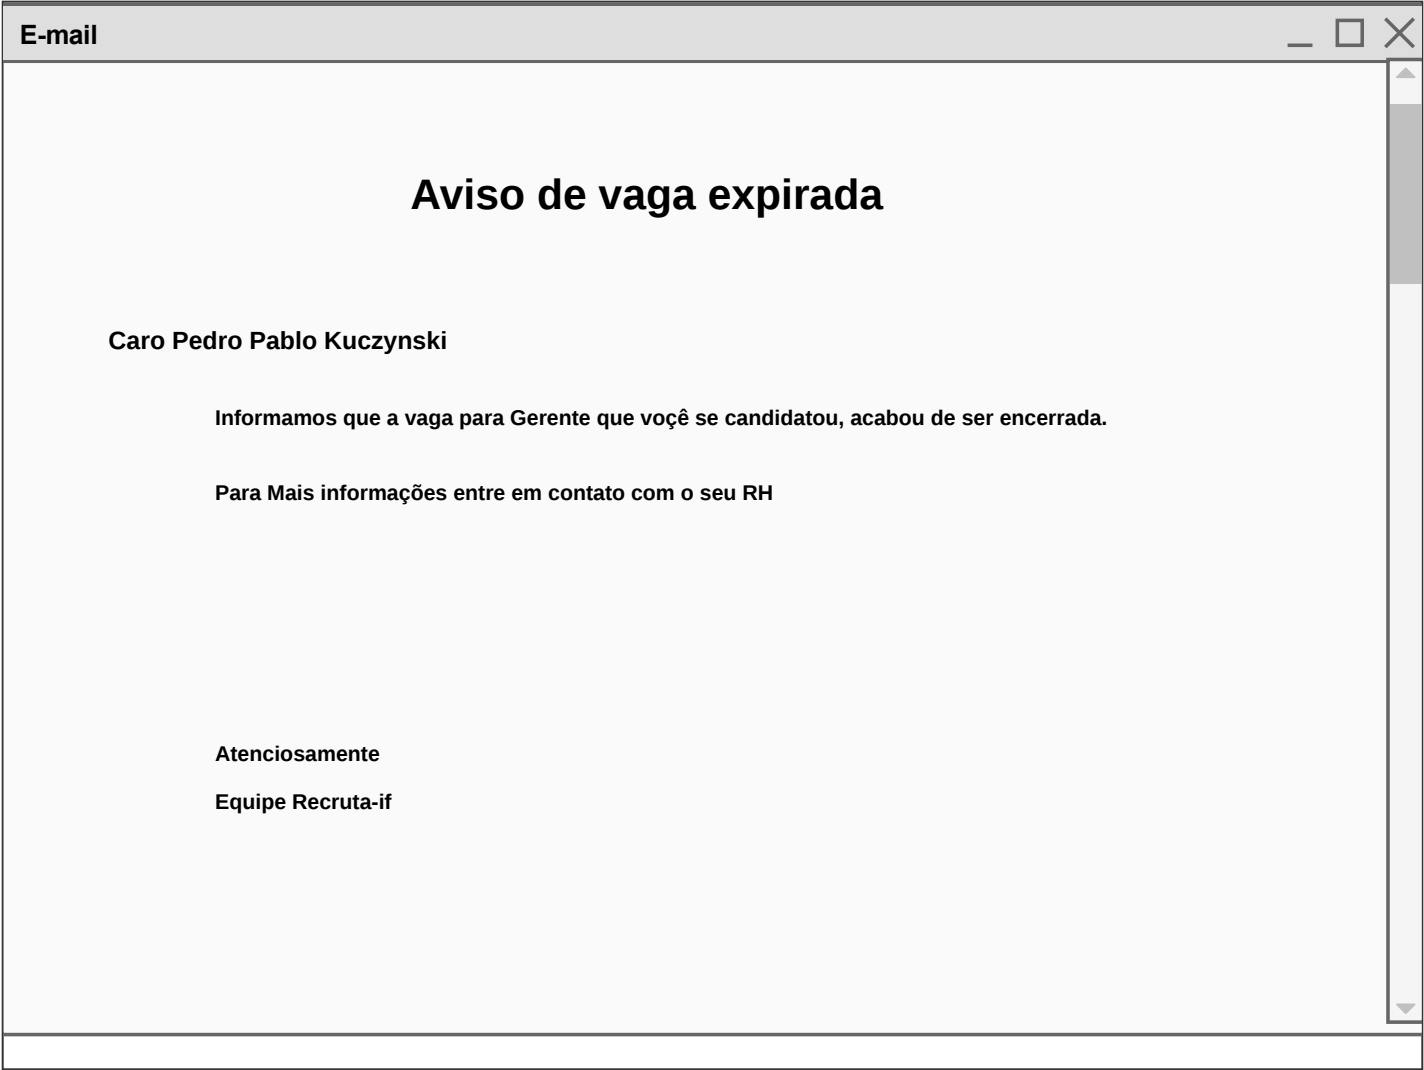 E-mail
Aviso de vaga expirada
Caro Pedro Pablo Kuczynski
Informamos que a vaga para Gerente que voçê se candidatou, acabou de ser encerrada.
Para Mais informações entre em contato com o seu RH
Atenciosamente
Equipe Recruta-if